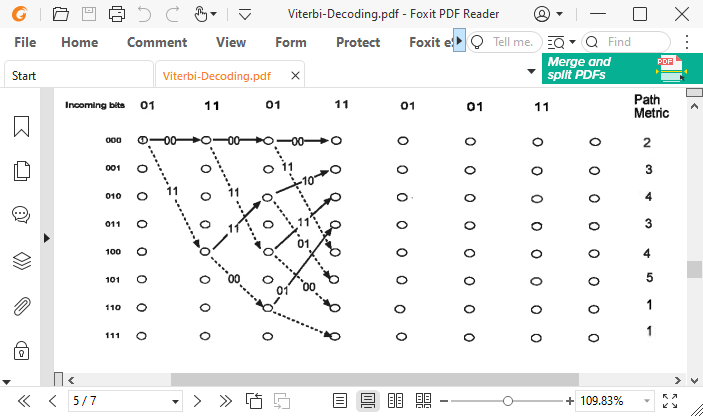 Viterbi-Decoding.pdf - Foxit PDF Reader
File Home Comment View Form Protect Foxit eS Tell me. Find
Start Viterbi-Decoding.pdf Merge and split PDFs PDF
Incoming bits 01 11 01 11 01 01 11 Path Metric
000 00 00 00 2
001 11 11 11 10 3
010 4
011 11 11 01 3
100 4
101 00 01 00 5
110 1
111 1
5 / 7 109.83%